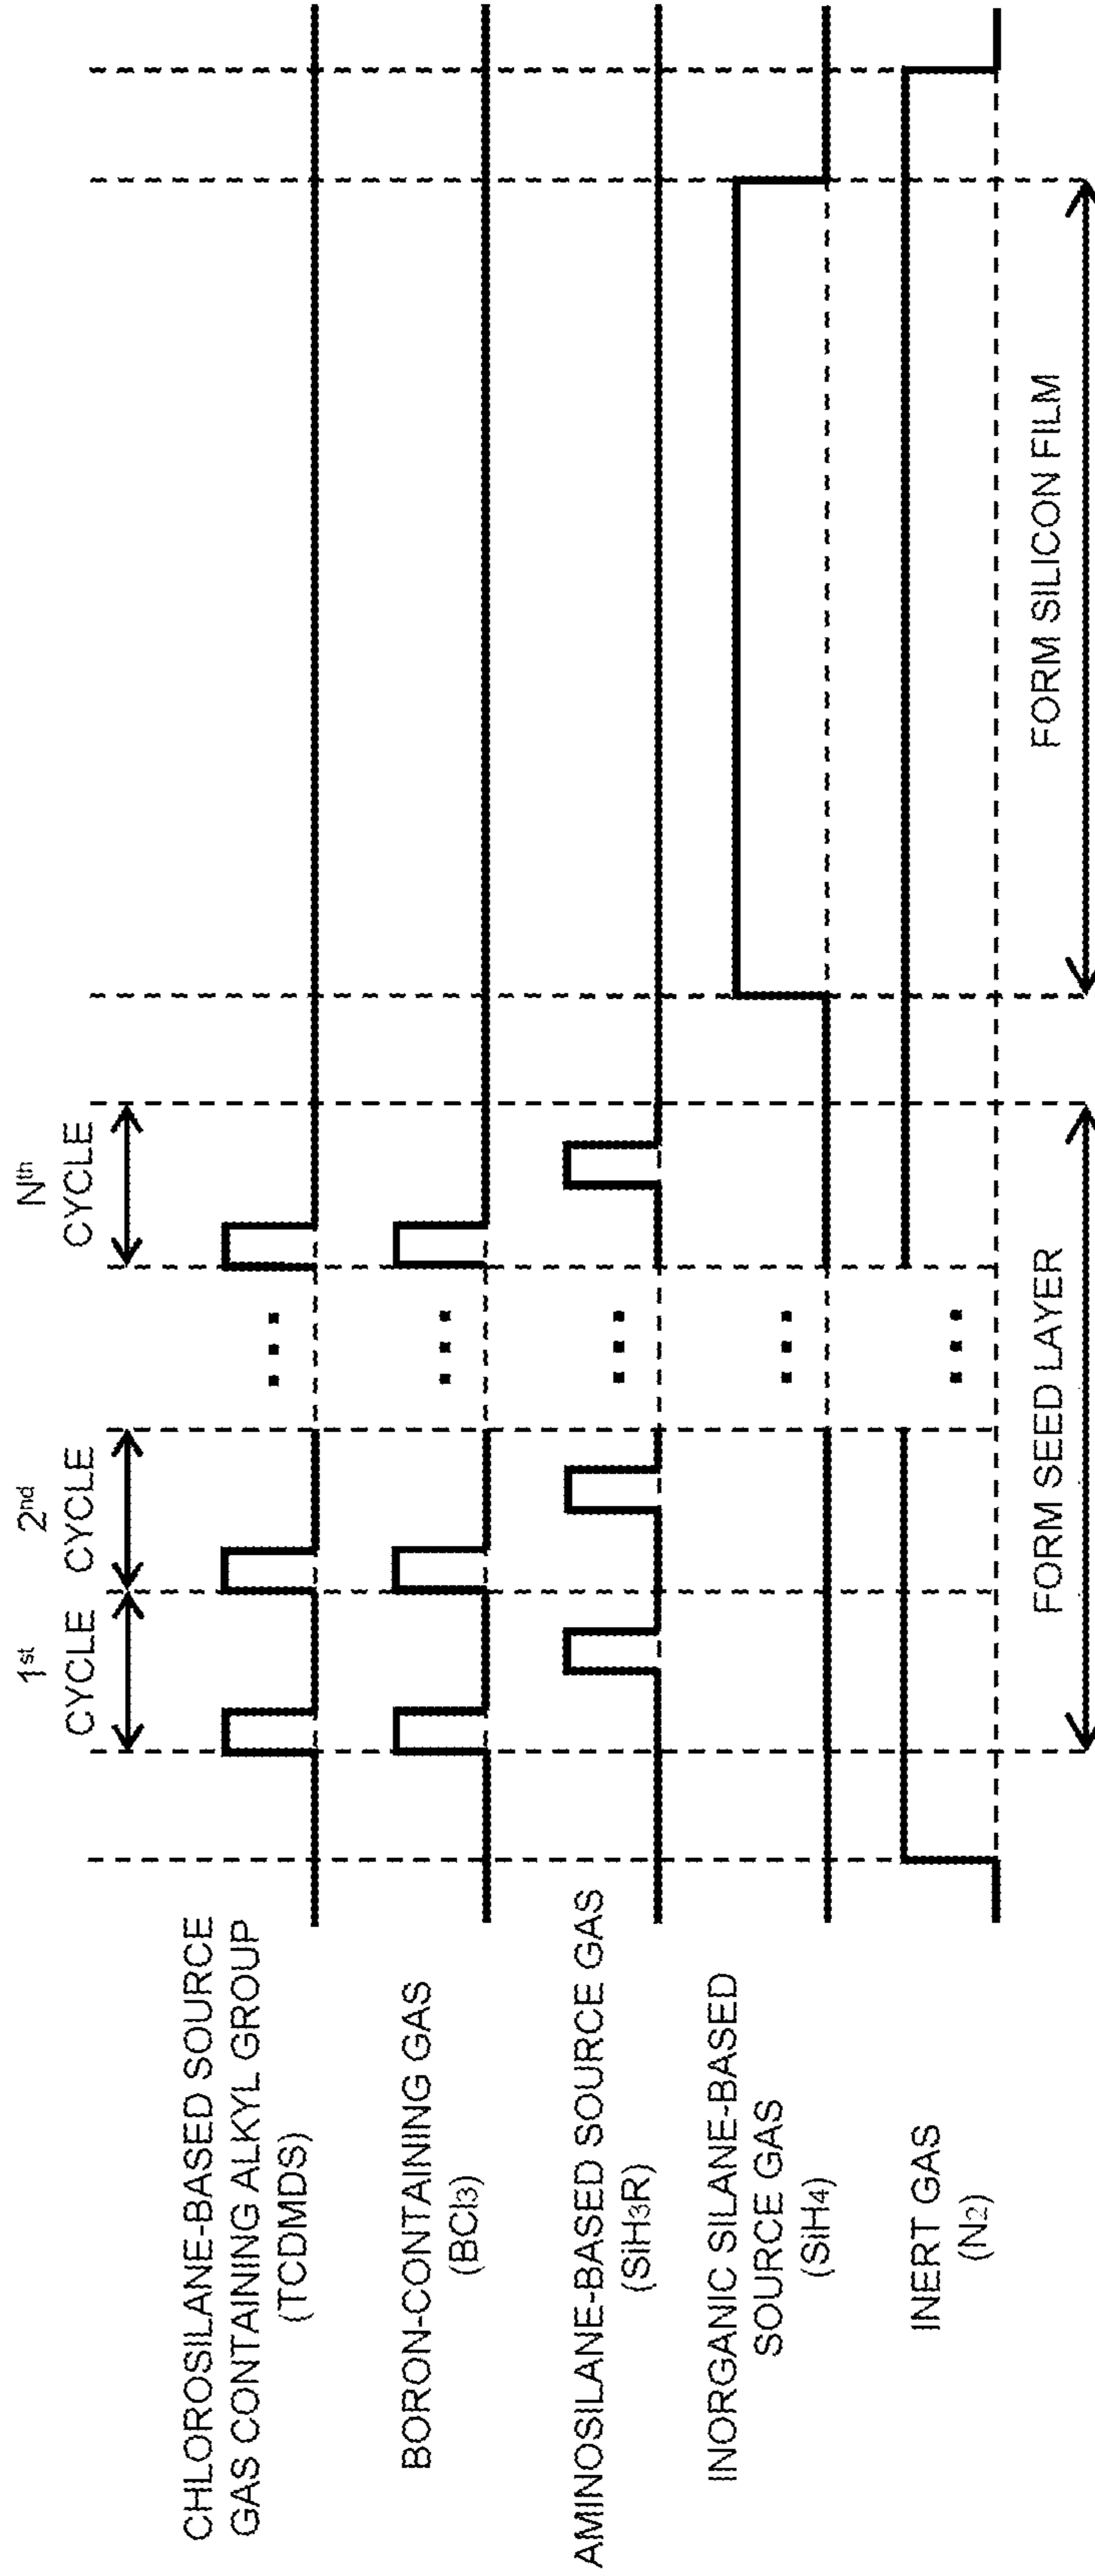 1st
CYCLE
2nd
CYCLE
Nth
CYCLE
CHLOROSILANE-BASED SOURCE
GAS CONTAINING ALKYL GROUP
(TCDMDS)
BORON-CONTAINING GAS
(BCl3)
AMINOSILANE-BASED SOURCE GAS
(SiH3R)
INORGANIC SILANE-BASED
SOURCE GAS
(SiH4)
INERT GAS
(N2)
FORM SEED LAYER
FORM SILICON FILM